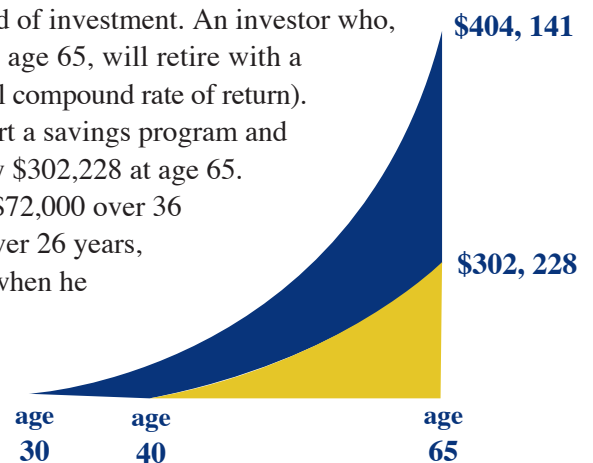 d of investment. An investor who,
age 65, will retire with a
l compound rate of return).
rt a savings program and
$302,228 at age 65.
$72,000 over 36
ver 26 years,
when he
$404, 141
$302, 228
age
30
age
40
age
65